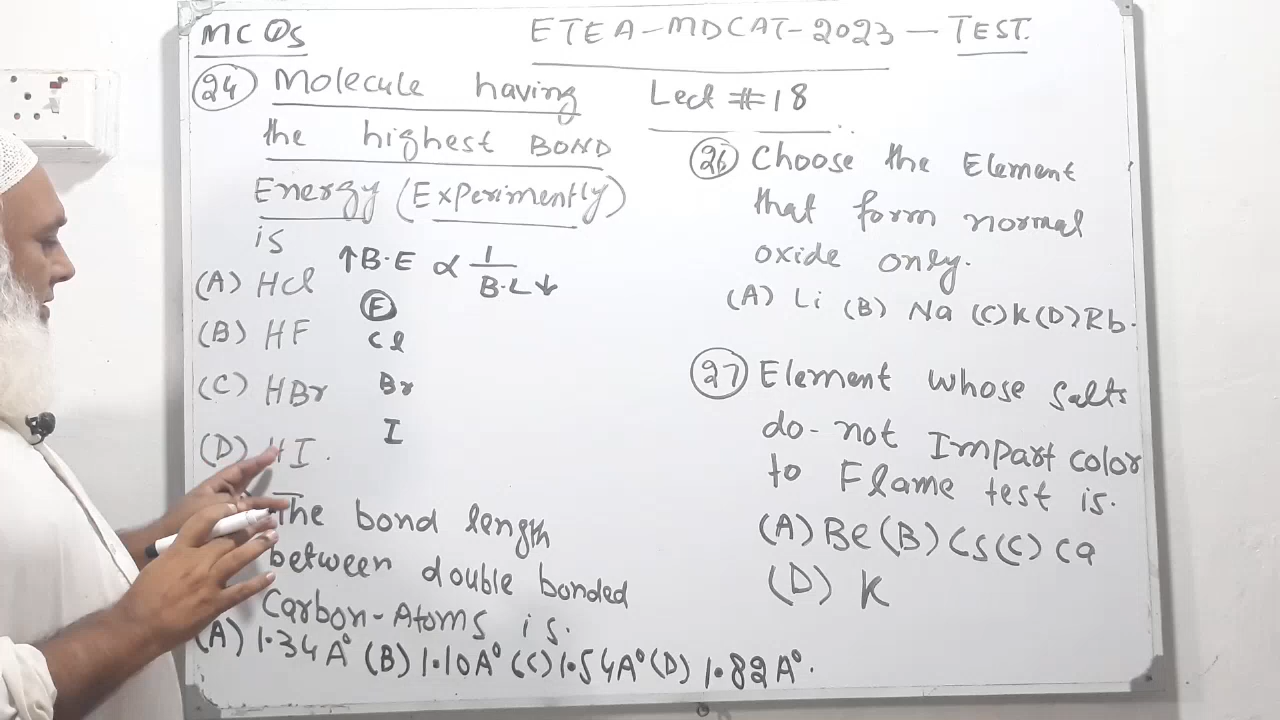 MCQs
ETEA-MDCAT-2023-TEST.
Lect #18
24 Molecule having
the highest BOND
Energy (Experimently)
is
↑B.E ∝ 1/B.L↓
(A) HCl
(B) HF
(C) HBr
(D) HI.
F
Cl
Br
I
The bond length
between double bonded
Carbon-Atoms is.
(A) 1.34A° (B) 1.10A° (C) 1.54A° (D) 1.82A°.
26 Choose the Element
that form normal
oxide only.
(A) Li (B) Na (C) K (D) Rb.
27 Element whose salts
do-not Impart color
to Flame test is.
(A) Be (B) Cs (C) Ca
(D) K